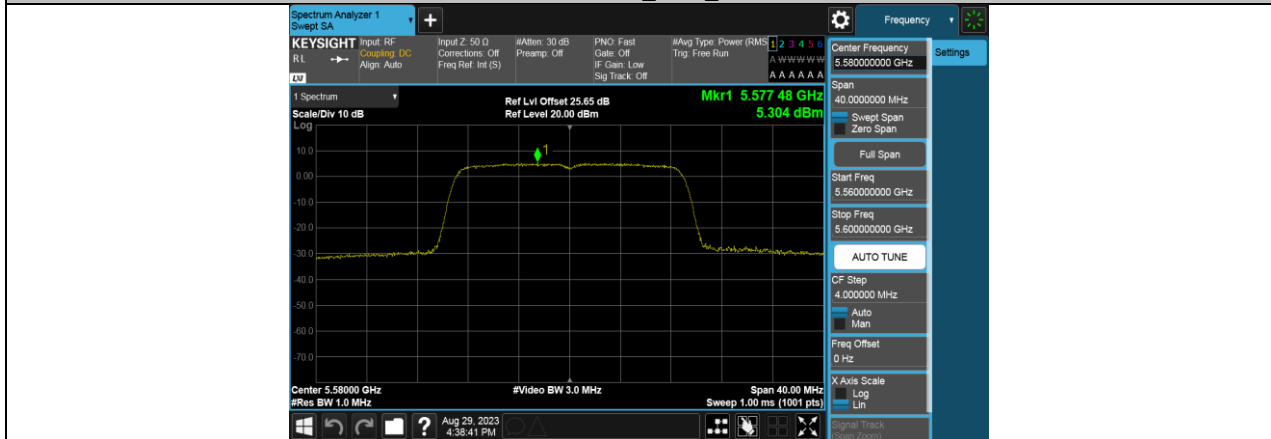 Spectrum Analyzer 1
Swept SA
+
Frequency
KEYSIGHT
Input: RF
Coupling: DC
Align: Auto
Input Z: 50 Ω
Corrections: Off
Freq Ref: Int (S)
#Atten: 30 dB
Preamp: Off
PNO: Fast
Gate: Off
IF Gain: Low
Sig Track: Off
#Avg Type: Power (RMS
Trig: Free Run
1 2 3 4 5 6
A W W W W W
A A A A A A
R L
LXI
1 Spectrum
Scale/Div 10 dB
Ref Lvl Offset 25.65 dB
Ref Level 20.00 dBm
Mkr1 5.577 48 GHz
5.304 dBm
Log
1
10.0
0.00
-10.0
-20.0
-30.0
-40.0
-50.0
-60.0
-70.0
Center 5.58000 GHz
#Res BW 1.0 MHz
#Video BW 3.0 MHz
Span 40.00 MHz
Sweep 1.00 ms (1001 pts)
?
Aug 29, 2023
4:38:41 PM
Center Frequency
5.580000000 GHz
Settings
Span
40.0000000 MHz
Swept Span
Zero Span
Full Span
Start Freq
5.560000000 GHz
Stop Freq
5.600000000 GHz
AUTO TUNE
CF Step
4.000000 MHz
Auto
Man
Freq Offset
0 Hz
X Axis Scale
Log
Lin
Signal Track
(Span Zoom)